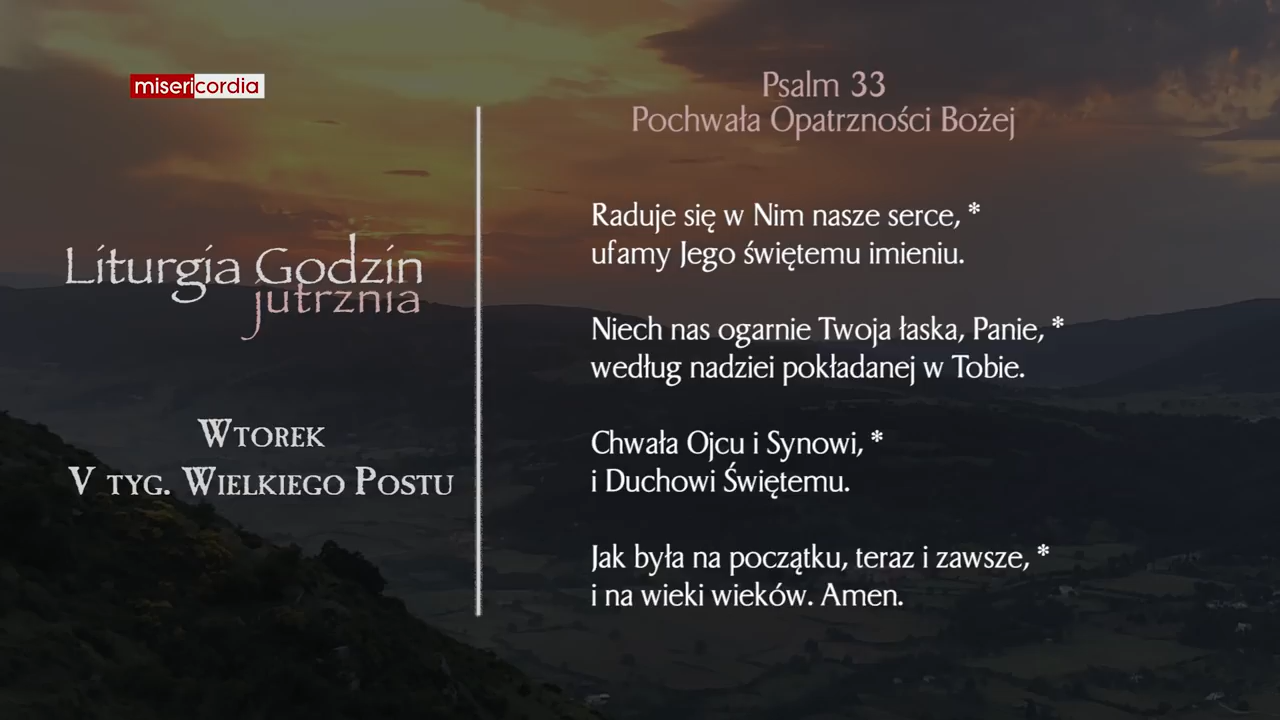 misericordia
Liturgia Godzin
jutrznia
Wtorek
V tyg. Wielkiego Postu
Psalm 33
Pochwała Opatrzności Bożej
Raduje się w Nim nasze serce, *
ufamy Jego świętemu imieniu.
Niech nas ogarnie Twoja łaska, Panie, *
według nadziei pokładanej w Tobie.
Chwała Ojcu i Synowi, *
i Duchowi Świętemu.
Jak była na początku, teraz i zawsze, *
i na wieki wieków. Amen.